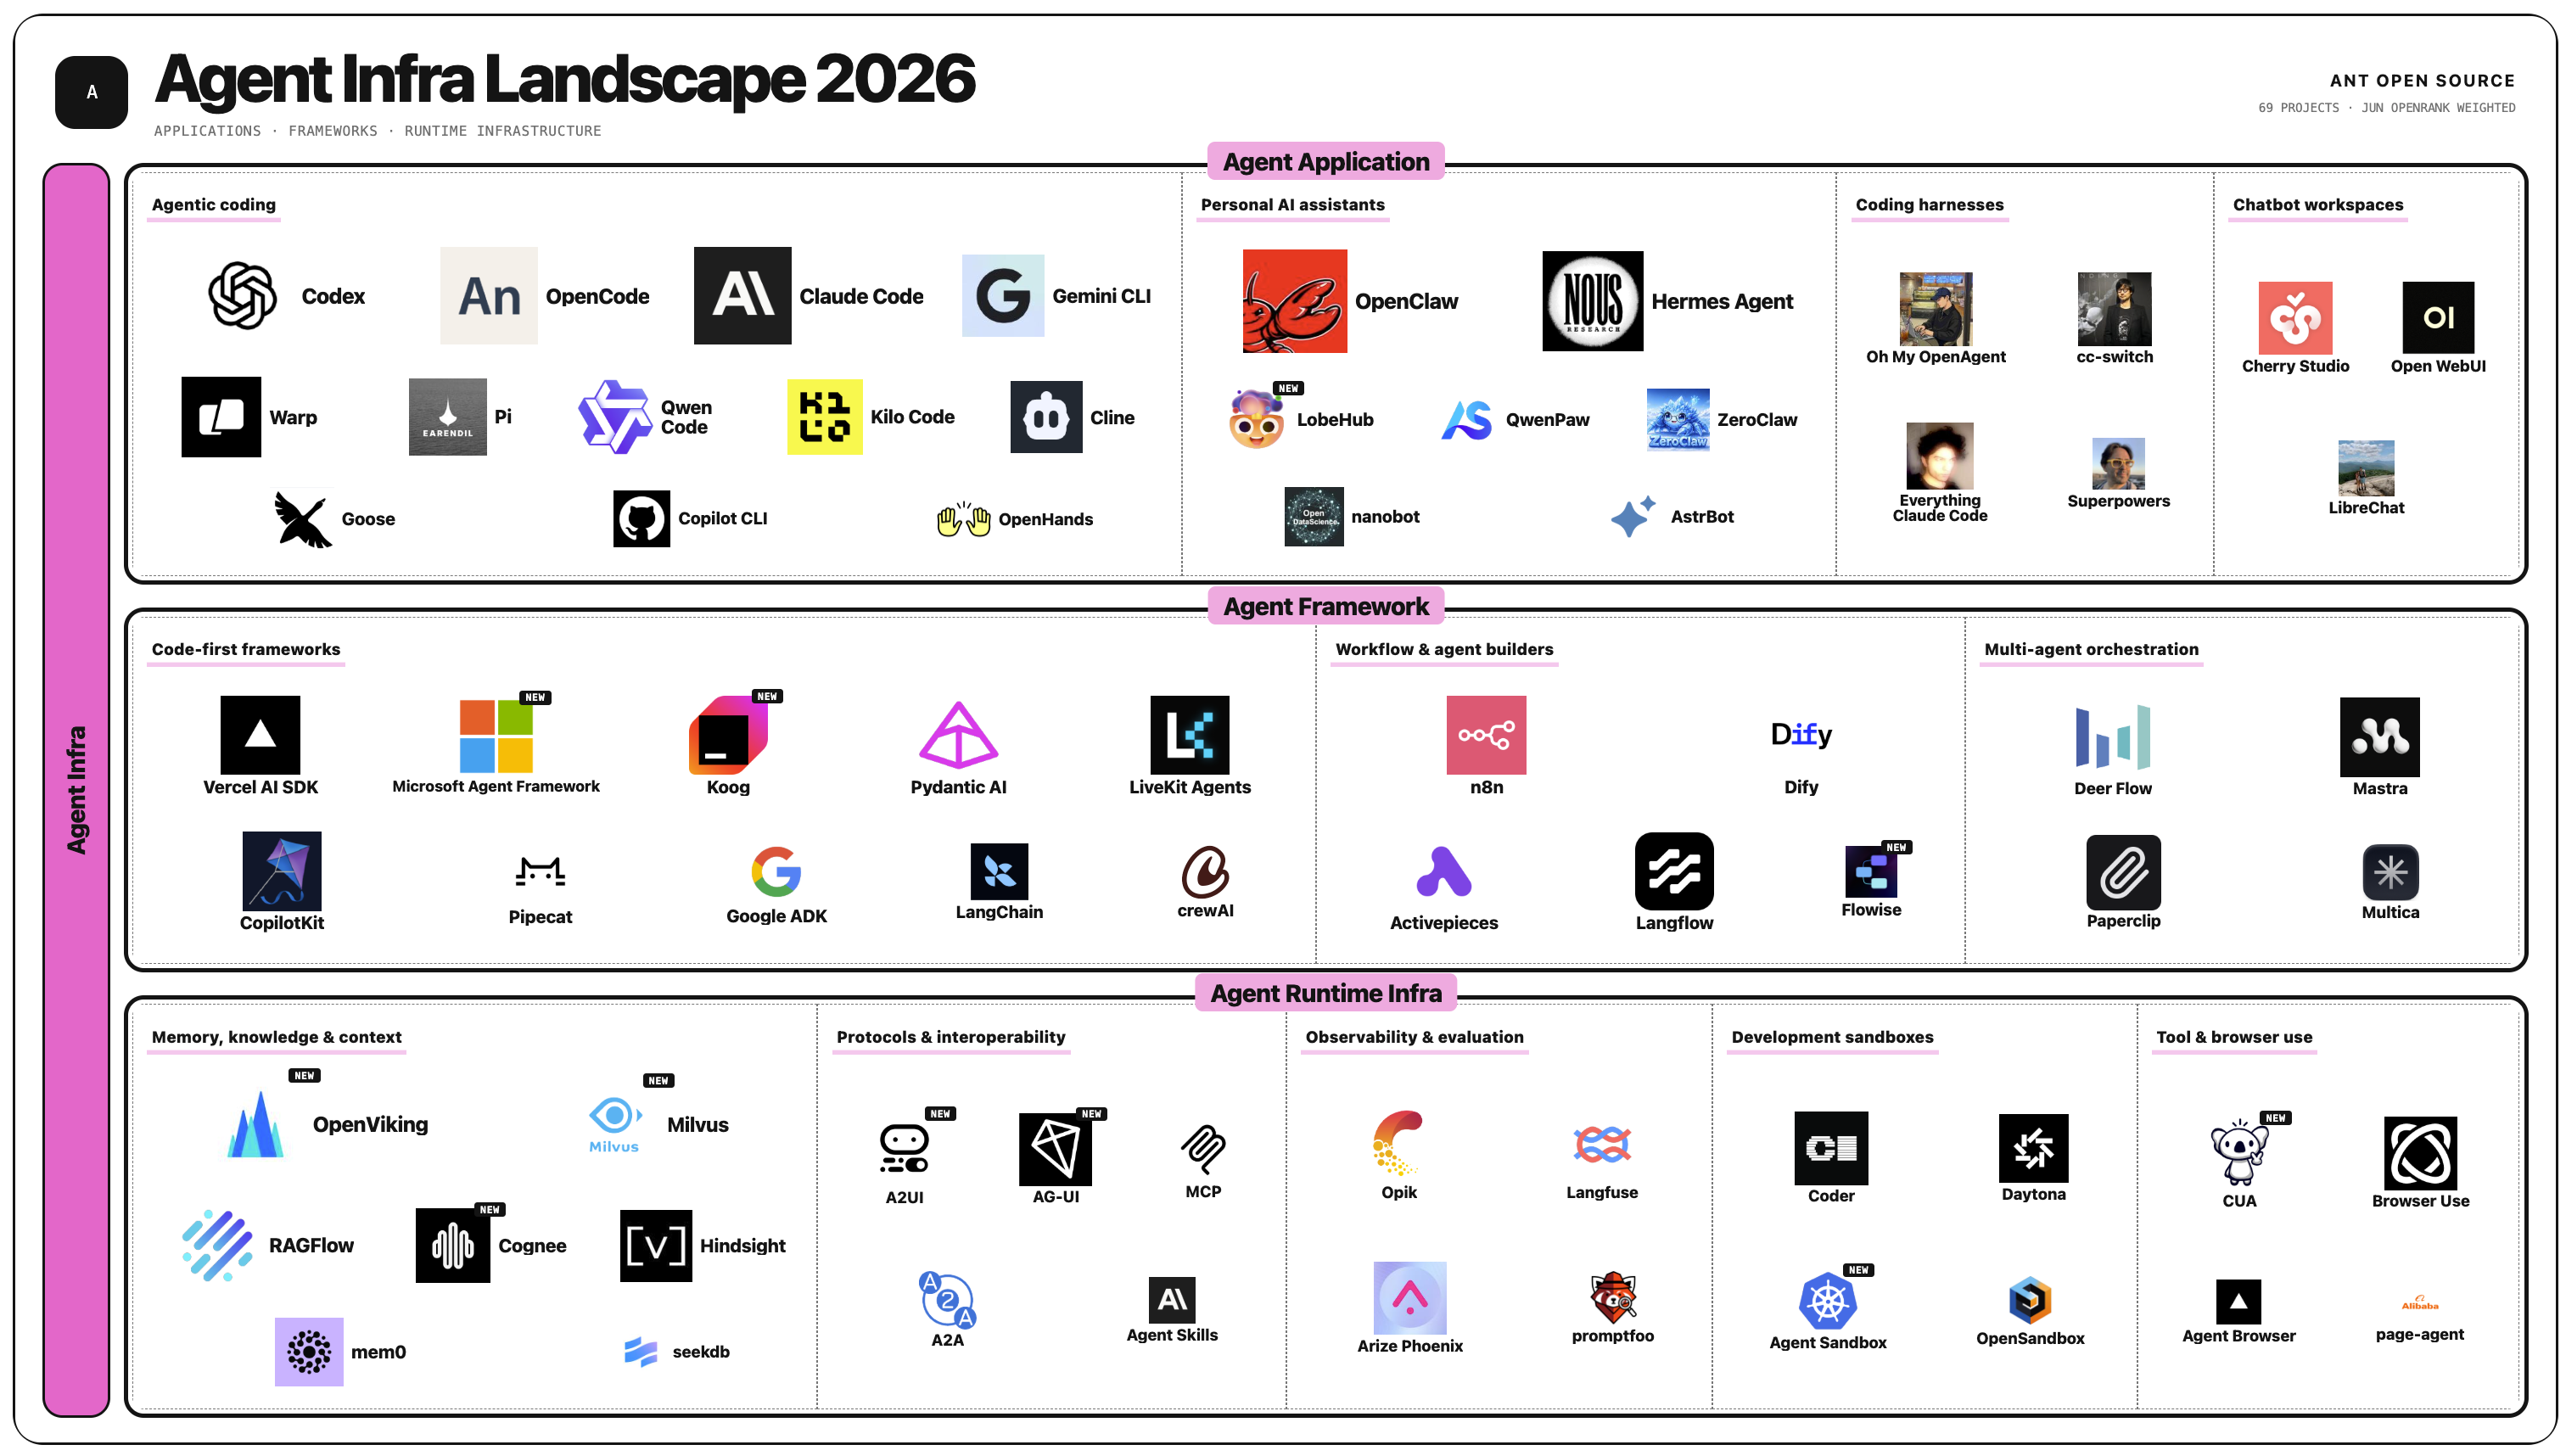 A
Agent Infra Landscape 2026
APPLICATIONS · FRAMEWORKS · RUNTIME INFRASTRUCTURE
ANT OPEN SOURCE
69 PROJECTS · JUN OPENRANK WEIGHTED
Agent Infra
Agent Application
Agentic coding
Codex
An
OpenCode
Claude Code
G
Gemini CLI
Warp
EARENDIL
Pi
Qwen
Code
Kilo Code
Cline
Goose
Copilot CLI
OpenHands
Personal AI assistants
OpenClaw
NOUS
RESEARCH
Hermes Agent
NEW
LobeHub
QwenPaw
ZeroClaw
ZeroClaw
Open
DataScience
nanobot
AstrBot
Coding harnesses
Oh My OpenAgent
cc-switch
Everything
Claude Code
Superpowers
Chatbot workspaces
Cherry Studio
OI
Open WebUI
LibreChat
Agent Framework
Code-first frameworks
Vercel AI SDK
NEW
Microsoft Agent Framework
NEW
Koog
Pydantic AI
LiveKit Agents
CopilotKit
Pipecat
Google ADK
LangChain
crewAI
Workflow & agent builders
n8n
Dify
Dify
Activepieces
Langflow
NEW
Flowise
Multi-agent orchestration
Deer Flow
Mastra
Paperclip
Multica
Agent Runtime Infra
Memory, knowledge & context
NEW
OpenViking
NEW
Milvus
Milvus
RAGFlow
NEW
Cognee
[V]
Hindsight
mem0
seekdb
Protocols & interoperability
NEW
A2UI
NEW
AG-UI
MCP
A2A
A2A
Agent Skills
Observability & evaluation
Opik
Langfuse
Arize Phoenix
promptfoo
Development sandboxes
Coder
Daytona
NEW
Agent Sandbox
OpenSandbox
Tool & browser use
NEW
CUA
Browser Use
Agent Browser
Alibaba
page-agent